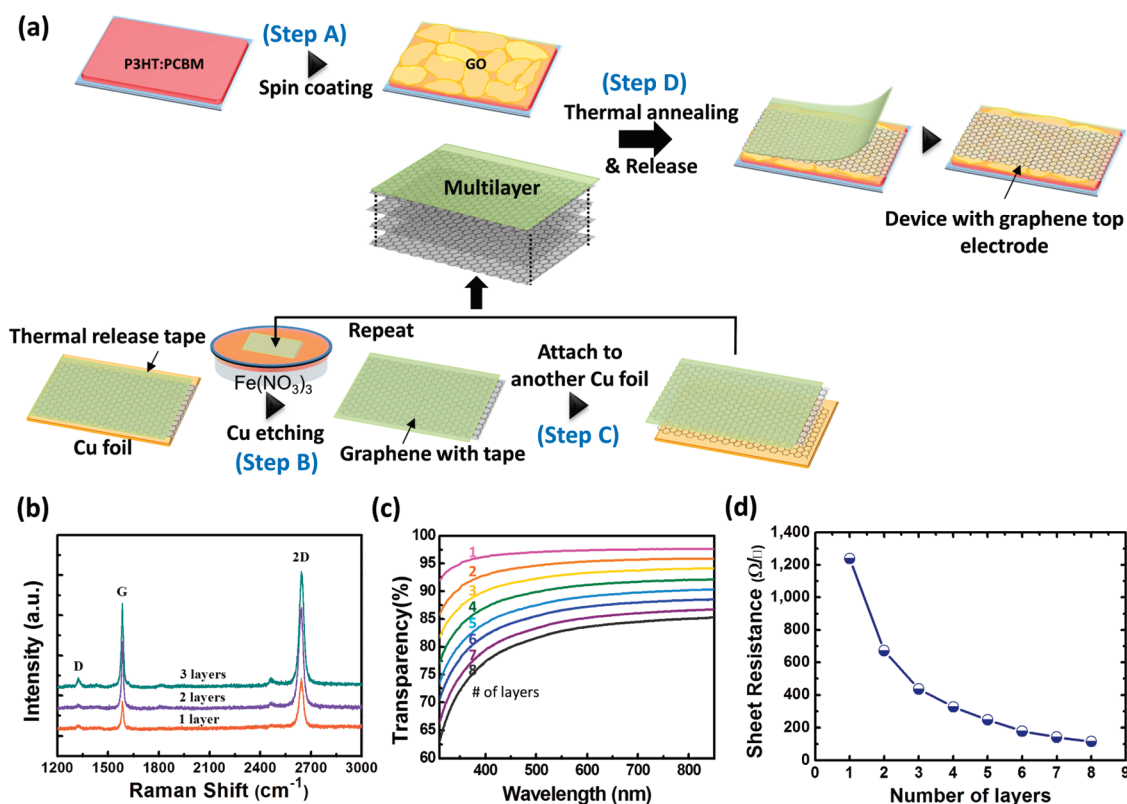 (a)
P3HT:PCBM
(Step A)
Spin coating
GO
(Step D)
Thermal annealing
& Release
Multilayer
Device with graphene top
electrode
Thermal release tape
Cu foil
Fe(NO3)3
Cu etching
(Step B)
Repeat
Graphene with tape
Attach to
another Cu foil
(Step C)
(b)
Intensity (a.u.)
D
G
2D
3 layers
2 layers
1 layer
1200 1500 1800 2100 2400 2700 3000
Raman Shift (cm-1)
(c)
Transparency(%)
100
95
90
85
80
75
70
65
60
1
2
3
4
5
6
7
8
# of layers
400 500 600 700 800
Wavelength (nm)
(d)
Sheet Resistance (Ω/□)
1,400
1,200
1,000
800
600
400
200
0
0 1 2 3 4 5 6 7 8 9
Number of layers